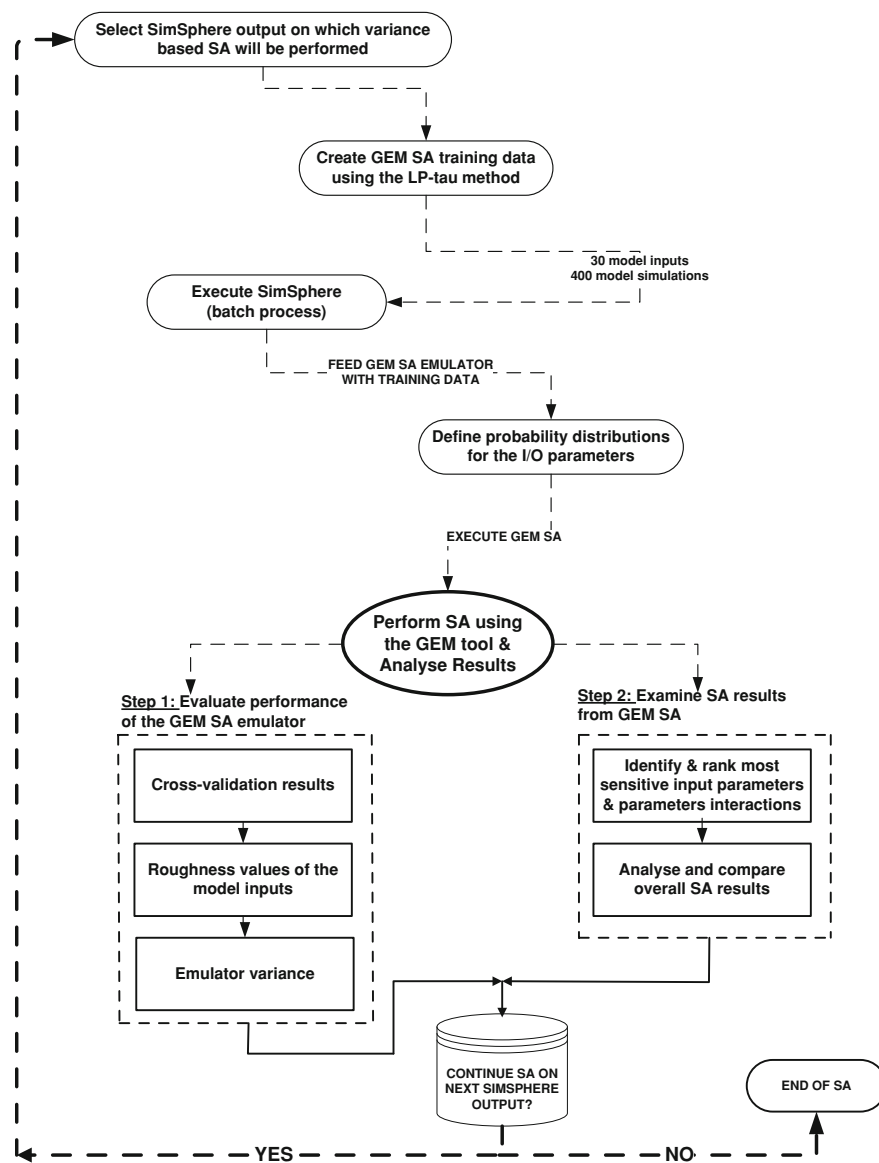 Select SimSphere output on which variance
based SA will be performed
Create GEM SA training data
using the LP-tau method
30 model inputs
400 model simulations
Execute SimSphere
(batch process)
FEED GEM SA EMULATOR
WITH TRAINING DATA
Define probability distributions
for the I/O parameters
EXECUTE GEM SA
Perform SA using
the GEM tool &
Analyse Results
Step 1: Evaluate performance
of the GEM SA emulator
Cross-validation results
Roughness values of the
model inputs
Emulator variance
Step 2: Examine SA results
from GEM SA
Identify & rank most
sensitive input parameters
& parameters interactions
Analyse and compare
overall SA results
CONTINUE SA ON
NEXT SIMSPHERE
OUTPUT?
END OF SA
YES
NO